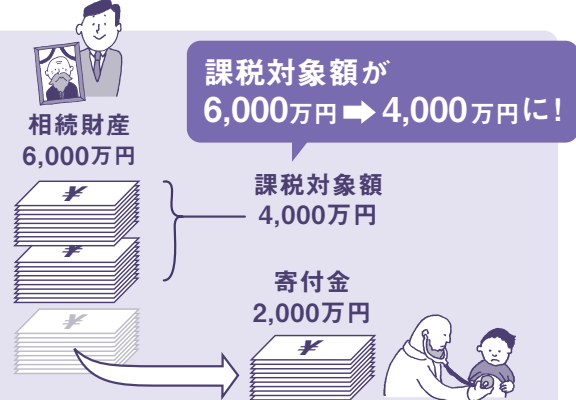 課税対象額が
6,000万円➡4,000万円に!
相続財産
6,000万円
課税対象額
4,000万円
寄付金
2,000万円
¥
¥
¥
¥